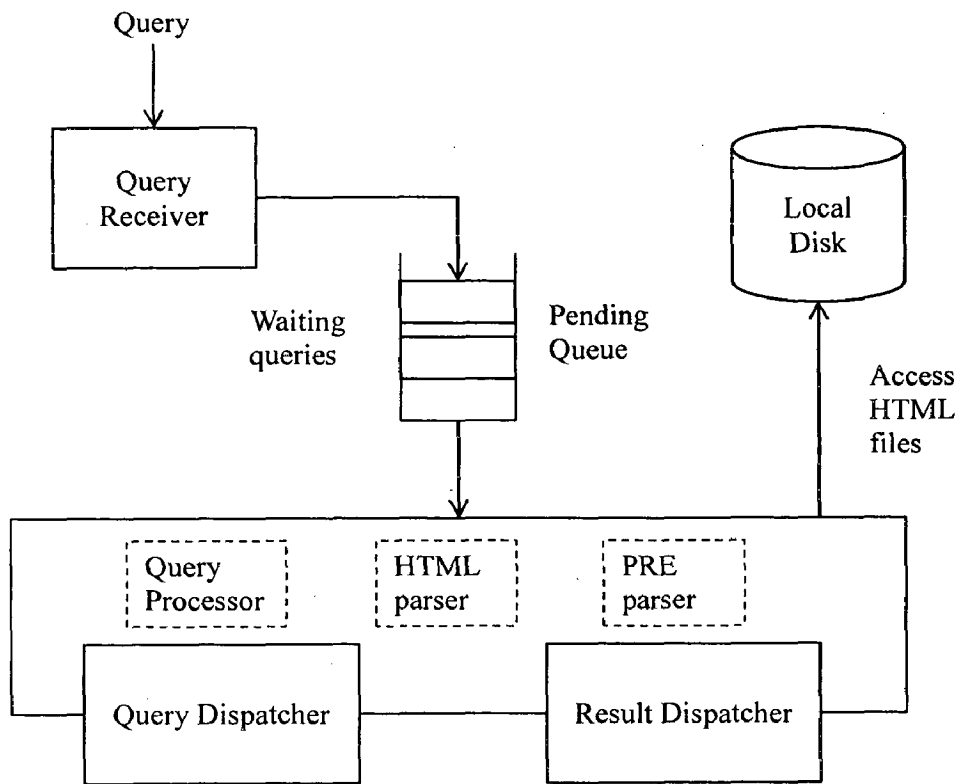 Query
Query
Receiver
Local
Disk
Waiting
queries
Pending
Queue
Access
HTML
files
Query
Processor
HTML
parser
PRE
parser
Query Dispatcher
Result Dispatcher